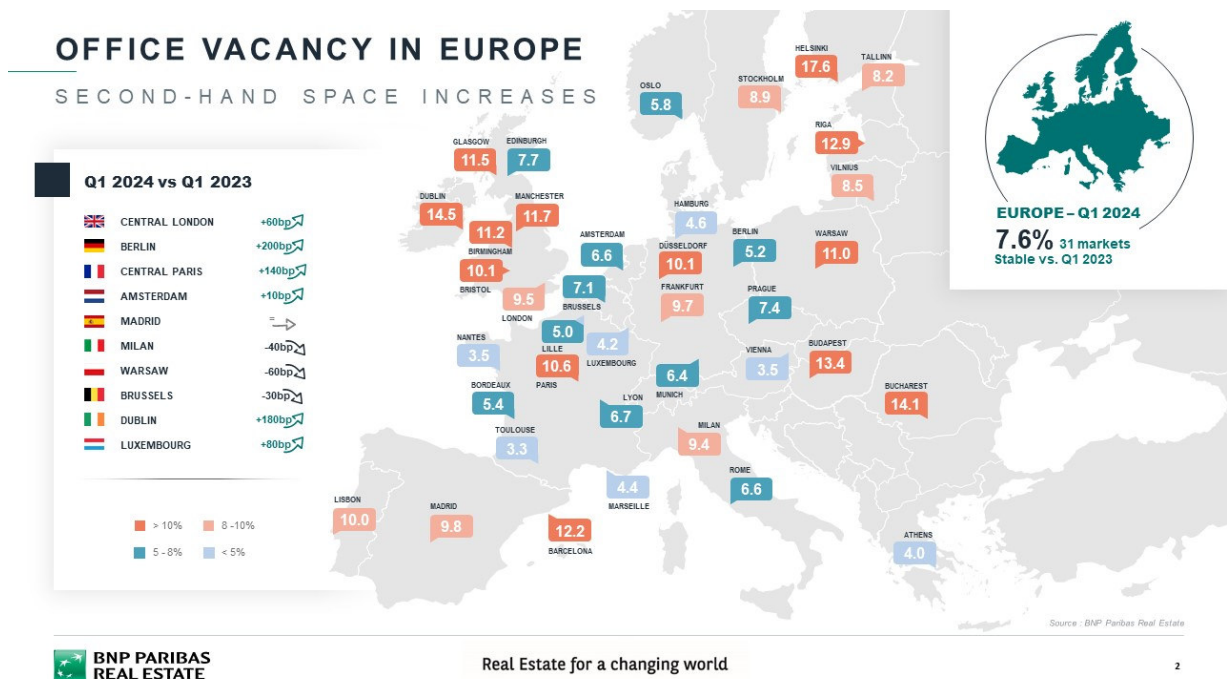 OFFICE VACANCY IN EUROPE
SECOND-HAND SPACE INCREASES
Q1 2024 vs Q1 2023
CENTRAL LONDON +60bp
BERLIN +200bp
CENTRAL PARIS +140bp
AMSTERDAM +10bp
MADRID =
MILAN -40bp
WARSAW -60bp
BRUSSELS -30bp
DUBLIN +180bp
LUXEMBOURG +80bp
> 10% 8 -10%
5 - 8% < 5%
HELSINKI
17.6
TALLINN
8.2
STOCKHOLM
8.9
OSLO
5.8
RIGA
12.9
VILNIUS
8.5
GLASGOW
11.5
EDINBURGH
7.7
DUBLIN
14.5
MANCHESTER
11.7
11.2
BIRMINGHAM
10.1
BRISTOL
9.5
LONDON
AMSTERDAM
6.6
7.1
BRUSSELS
HAMBURG
4.6
DÜSSELDORF
10.1
FRANKFURT
9.7
BERLIN
5.2
WARSAW
11.0
PRAGUE
7.4
NANTES
3.5
5.0
LILLE
10.6
PARIS
4.2
LUXEMBOURG
VIENNA
3.5
BUDAPEST
13.4
BUCHAREST
14.1
6.4
MUNICH
BORDEAUX
5.4
LYON
6.7
TOULOUSE
3.3
MILAN
9.4
ROME
6.6
4.4
MARSEILLE
LISBON
10.0
MADRID
9.8
12.2
BARCELONA
ATHENS
4.0
EUROPE – Q1 2024
7.6% 31 markets
Stable vs. Q1 2023
Source : BNP Paribas Real Estate
BNP PARIBAS
REAL ESTATE
Real Estate for a changing world
2